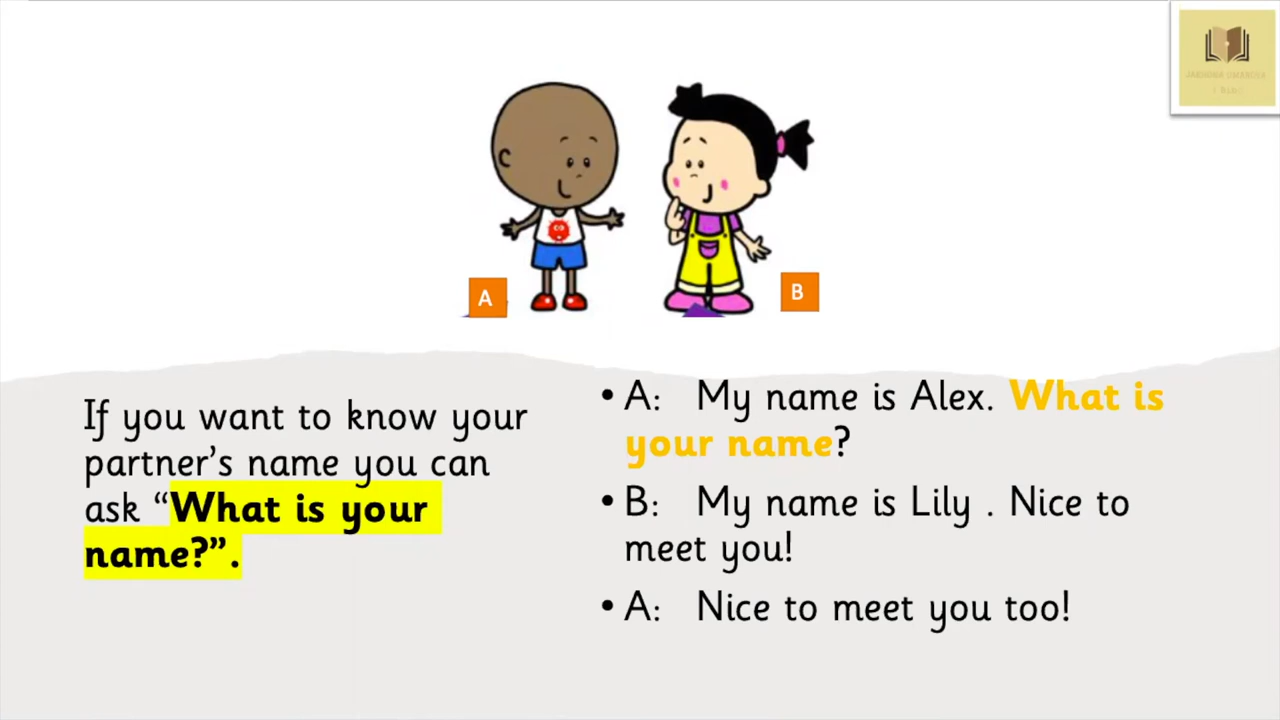 A
B
If you want to know your
partner’s name you can
ask “What is your
name?”.
• A: My name is Alex. What is
your name?
• B: My name is Lily . Nice to
meet you!
• A: Nice to meet you too!